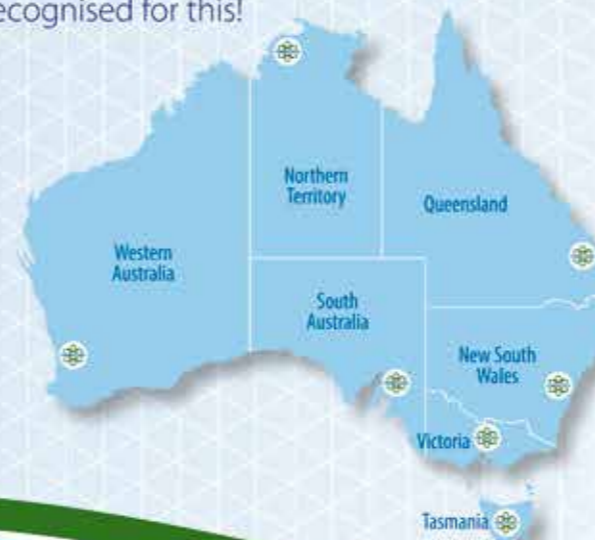 ecognised for this!
Northern
Territory
Queensland
Western
Australia
South
Australia
New South
Wales
Victoria
Tasmania